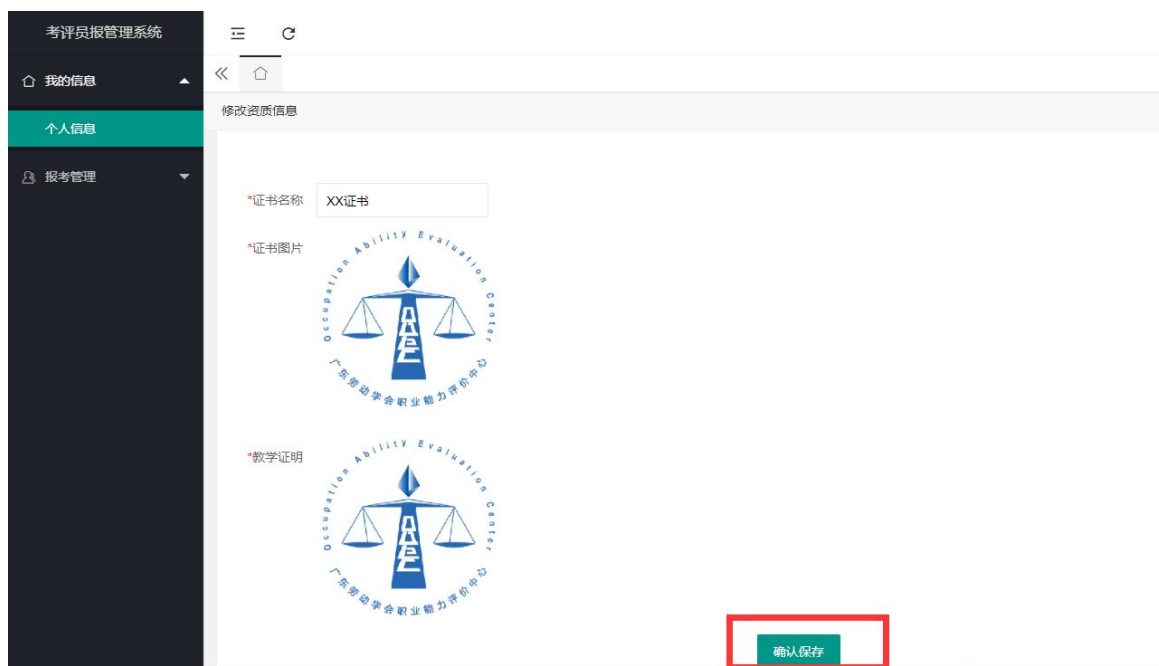 考评员报管理系统
我的信息
个人信息
报考管理
修改资质信息
*证书名称
XX证书
*证书图片
Occupation Ability Evaluation Center
广东劳动学会职业能力评价中心
*教学证明
Occupation Ability Evaluation Center
广东劳动学会职业能力评价中心
确认保存